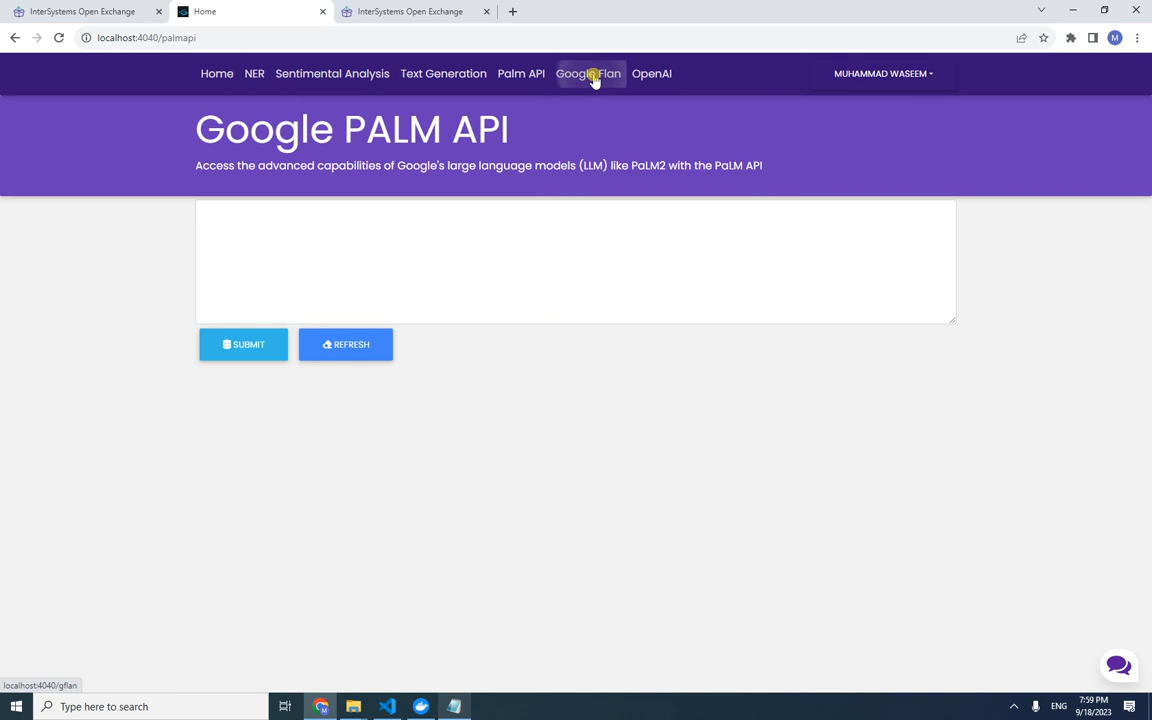 InterSystems Open Exchange
Home
InterSystems Open Exchange
localhost:4040/palmapi
M
Home NER Sentimental Analysis Text Generation Palm API Google Flan OpenAI
MUHAMMAD WASEEM
Google PALM API
Access the advanced capabilities of Google's large language models (LLM) like PaLM2 with the PaLM API
SUBMIT
REFRESH
localhost:4040/gflan
Type here to search
ENG
7:59 PM
9/18/2023